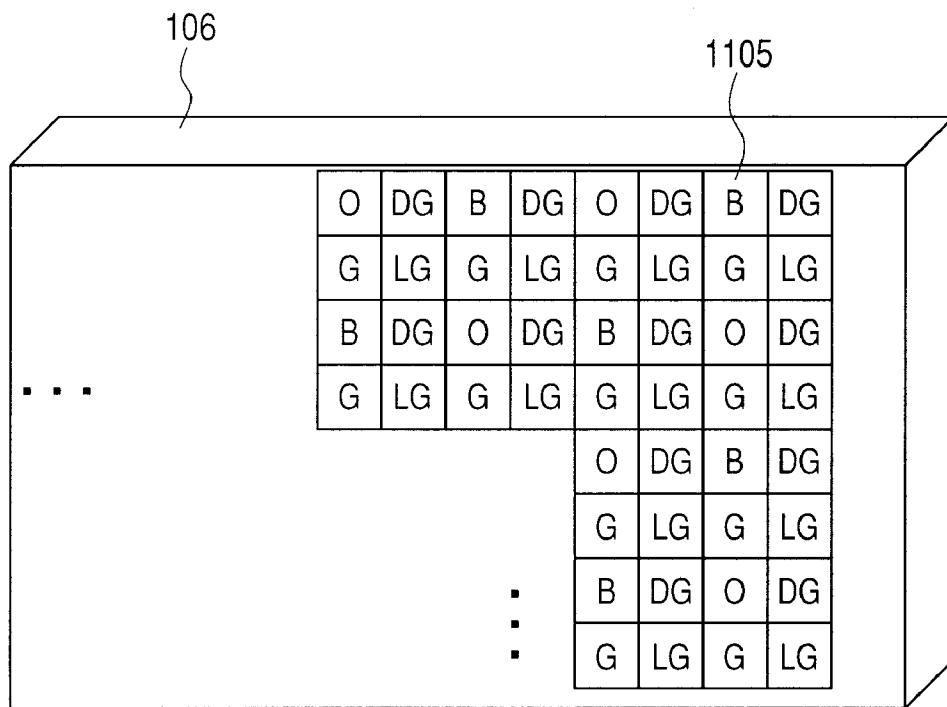 106
1105
O DG B DG O DG B DG
G LG G LG G LG G LG
B DG O DG B DG O DG
G LG G LG G LG G LG
O DG B DG
G LG G LG
B DG O DG
G LG G LG